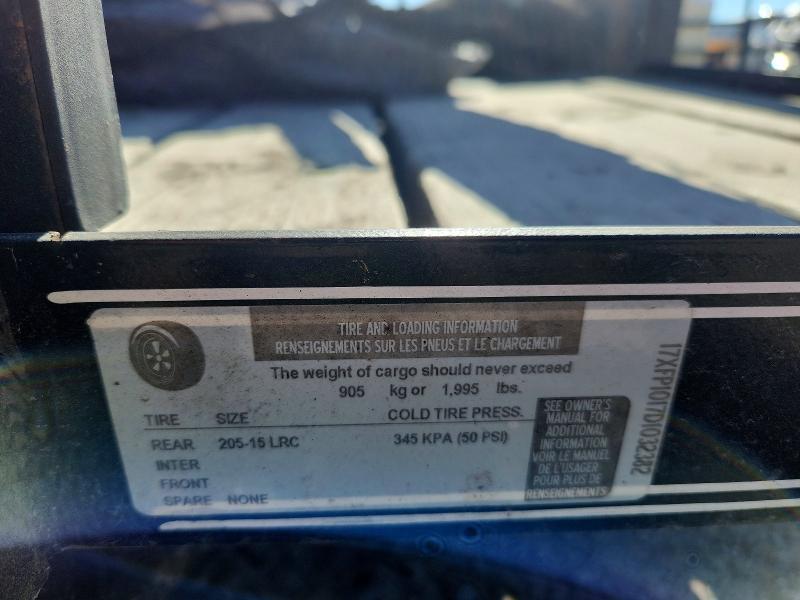 TIRE AND LOADING INFORMATION
RENSEIGNEMENTS SUR LES PNEUS ET LE CHARGEMENT
The weight of cargo should never exceed
905 kg or 1,995 lbs.
TIRE SIZE COLD TIRE PRESS.
REAR 205-15 LRC 345 KPA (50 PSI)
INTER
FRONT
SPARE NONE
SEE OWNER'S
MANUAL FOR
ADDITIONAL
INFORMATION
VOIR LE MANUEL
DE L'USAGER
POUR PLUS DE
RENSEIGNEMENTS